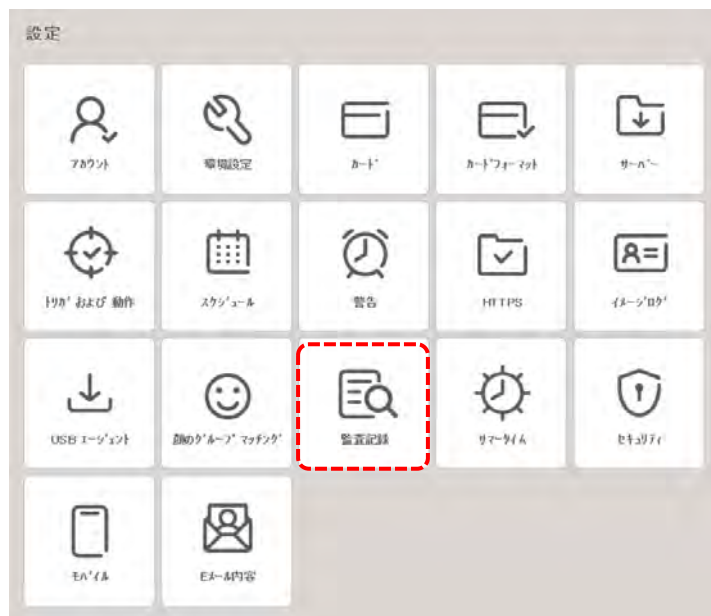 設定
ｱｶｳﾝﾄ
環境設定
ｶｰﾄﾞ
ｶｰﾄﾞﾌｫｰﾏｯﾄ
ｻｰﾊﾞｰ
ﾄﾘｶﾞ および 動作
ｽｹｼﾞｭｰﾙ
警告
HTTPS
ｲﾒｰｼﾞﾛｸﾞ
USB ｴｰｼﾞｪﾝﾄ
顔のｸﾞﾙｰﾌﾟ ﾏｯﾁﾝｸﾞ
監査記録
ｻﾏｰﾀｲﾑ
ｾｷｭﾘﾃｨ
ﾓﾊﾞｲﾙ
Eﾒｰﾙ内容